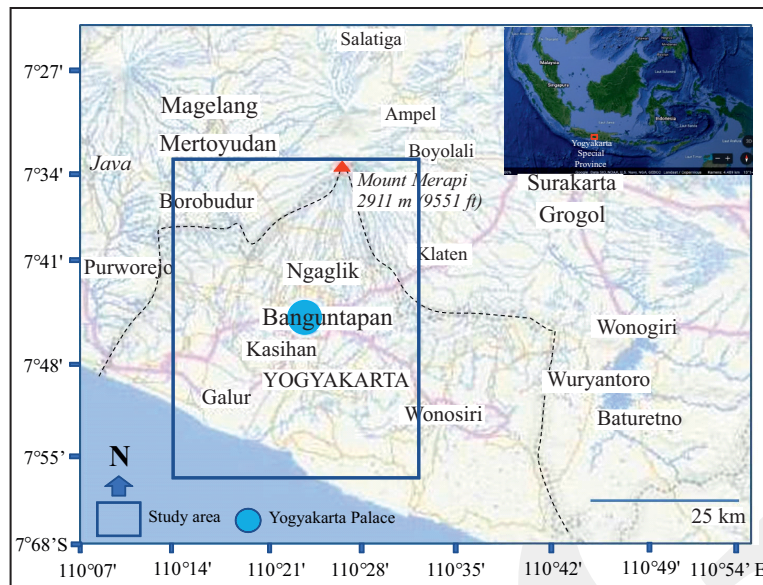 Salatiga
7°27'
Magelang
Ampel
Mertoyudan
Boyolali
Java
7°34'
Mount Merapi
2911 m (9551 ft)
Surakarta
Borobudur
Grogol
7°41'
Purworejo
Klaten
Ngaglik
Banguntapan
Wonogiri
Kasihan
7°48'
YOGYAKARTA
Wuryantoro
Galur
Wonosiri
Baturetno
7°55'
N
Study area
Yogyakarta Palace
25 km
7°68'S
110°07'
110°14'
110°21'
110°28'
110°35'
110°42'
110°49'
110°54' E
Malaysia
Singapura
Indonesia
Yogyakarta
Special
Province